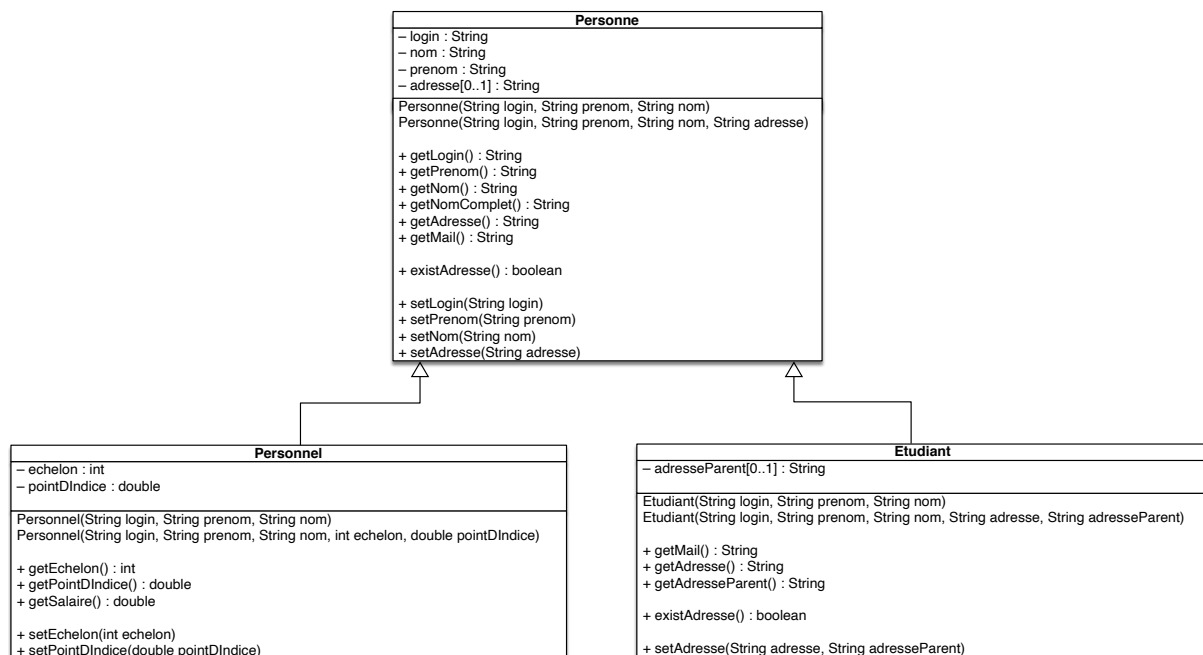 Personne
– login : String
– nom : String
– prenom : String
– adresse[0..1] : String
Personne(String login, String prenom, String nom)
Personne(String login, String prenom, String nom, String adresse)
+ getLogin() : String
+ getPrenom() : String
+ getNom() : String
+ getNomComplet() : String
+ getAdresse() : String
+ getMail() : String
+ existAdresse() : boolean
+ setLogin(String login)
+ setPrenom(String prenom)
+ setNom(String nom)
+ setAdresse(String adresse)
Personnel
– echelon : int
– pointDIndice : double
Personnel(String login, String prenom, String nom)
Personnel(String login, String prenom, String nom, int echelon, double pointDIndice)
+ getEchelon() : int
+ getPointDIndice() : double
+ getSalaire() : double
+ setEchelon(int echelon)
+ setPointDIndice(double pointDIndice)
Etudiant
– adresseParent[0..1] : String
Etudiant(String login, String prenom, String nom)
Etudiant(String login, String prenom, String nom, String adresse, String adresseParent)
+ getMail() : String
+ getAdresse() : String
+ getAdresseParent() : String
+ existAdresse() : boolean
+ setAdresse(String adresse, String adresseParent)